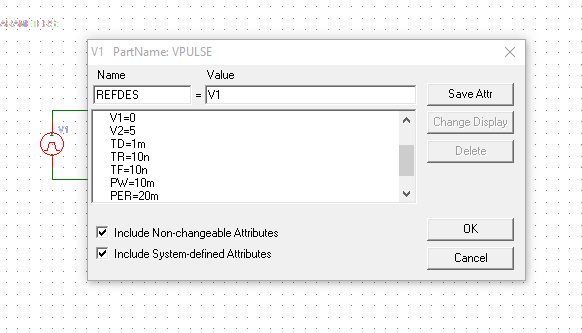 V1 PartName: VPULSE
Name Value
REFDES = V1
Save Attr
V1=0
V2=5
Change Display
TD=1m
TR=10n
Delete
TF=10n
PW=10m
PER=20m
Include Non-changeable Attributes
OK
Include System-defined Attributes
Cancel
V1